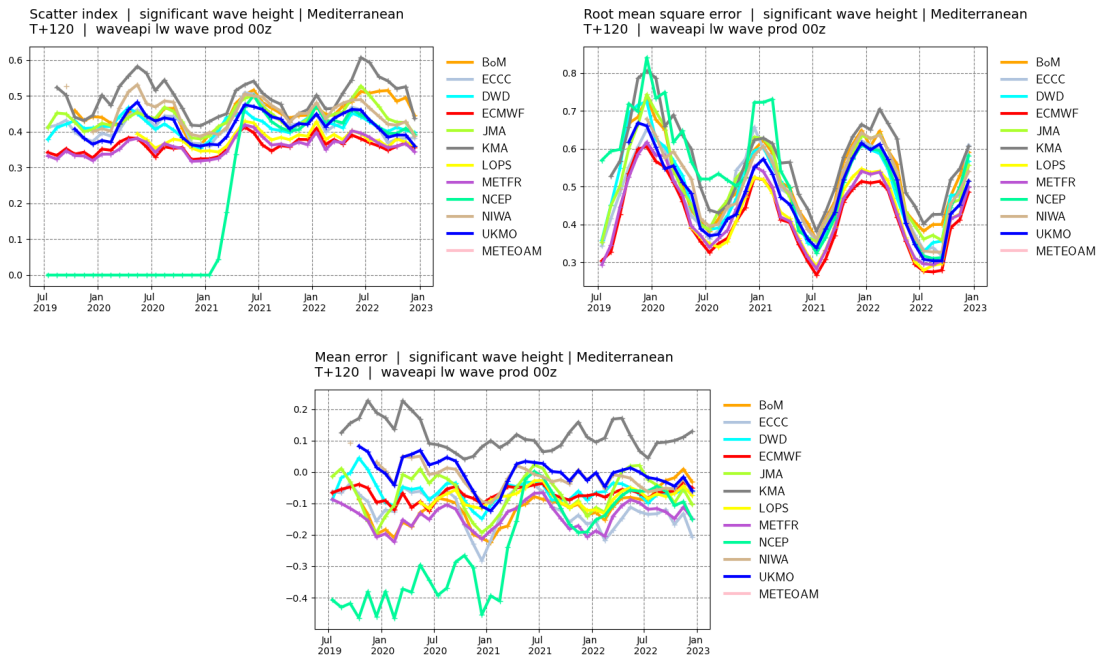 Scatter index | significant wave height | Mediterranean
T+120 | waveapi lw wave prod 00z
0.6
0.5
0.4
0.3
0.2
0.1
0.0
Jul 2019
Jan 2020
Jul 2020
Jan 2021
Jul 2021
Jan 2022
Jul 2022
Jan 2023
BoM
ECCC
DWD
ECMWF
JMA
KMA
LOPS
METFR
NCEP
NIWA
UKMO
METEOAM
Root mean square error | significant wave height | Mediterranean
T+120 | waveapi lw wave prod 00z
0.8
0.7
0.6
0.5
0.4
0.3
Jul 2019
Jan 2020
Jul 2020
Jan 2021
Jul 2021
Jan 2022
Jul 2022
Jan 2023
BoM
ECCC
DWD
ECMWF
JMA
KMA
LOPS
METFR
NCEP
NIWA
UKMO
METEOAM
Mean error | significant wave height | Mediterranean
T+120 | waveapi lw wave prod 00z
0.2
0.1
0.0
−0.1
−0.2
−0.3
−0.4
Jul 2019
Jan 2020
Jul 2020
Jan 2021
Jul 2021
Jan 2022
Jul 2022
Jan 2023
BoM
ECCC
DWD
ECMWF
JMA
KMA
LOPS
METFR
NCEP
NIWA
UKMO
METEOAM